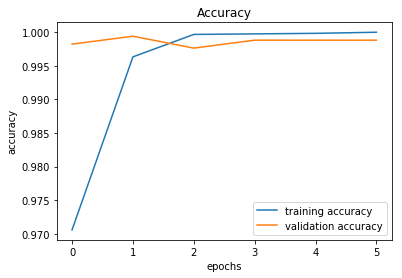 Accuracy
1.000
0.995
0.990
0.985
0.980
0.975
0.970
accuracy
training accuracy
validation accuracy
0 1 2 3 4 5
epochs